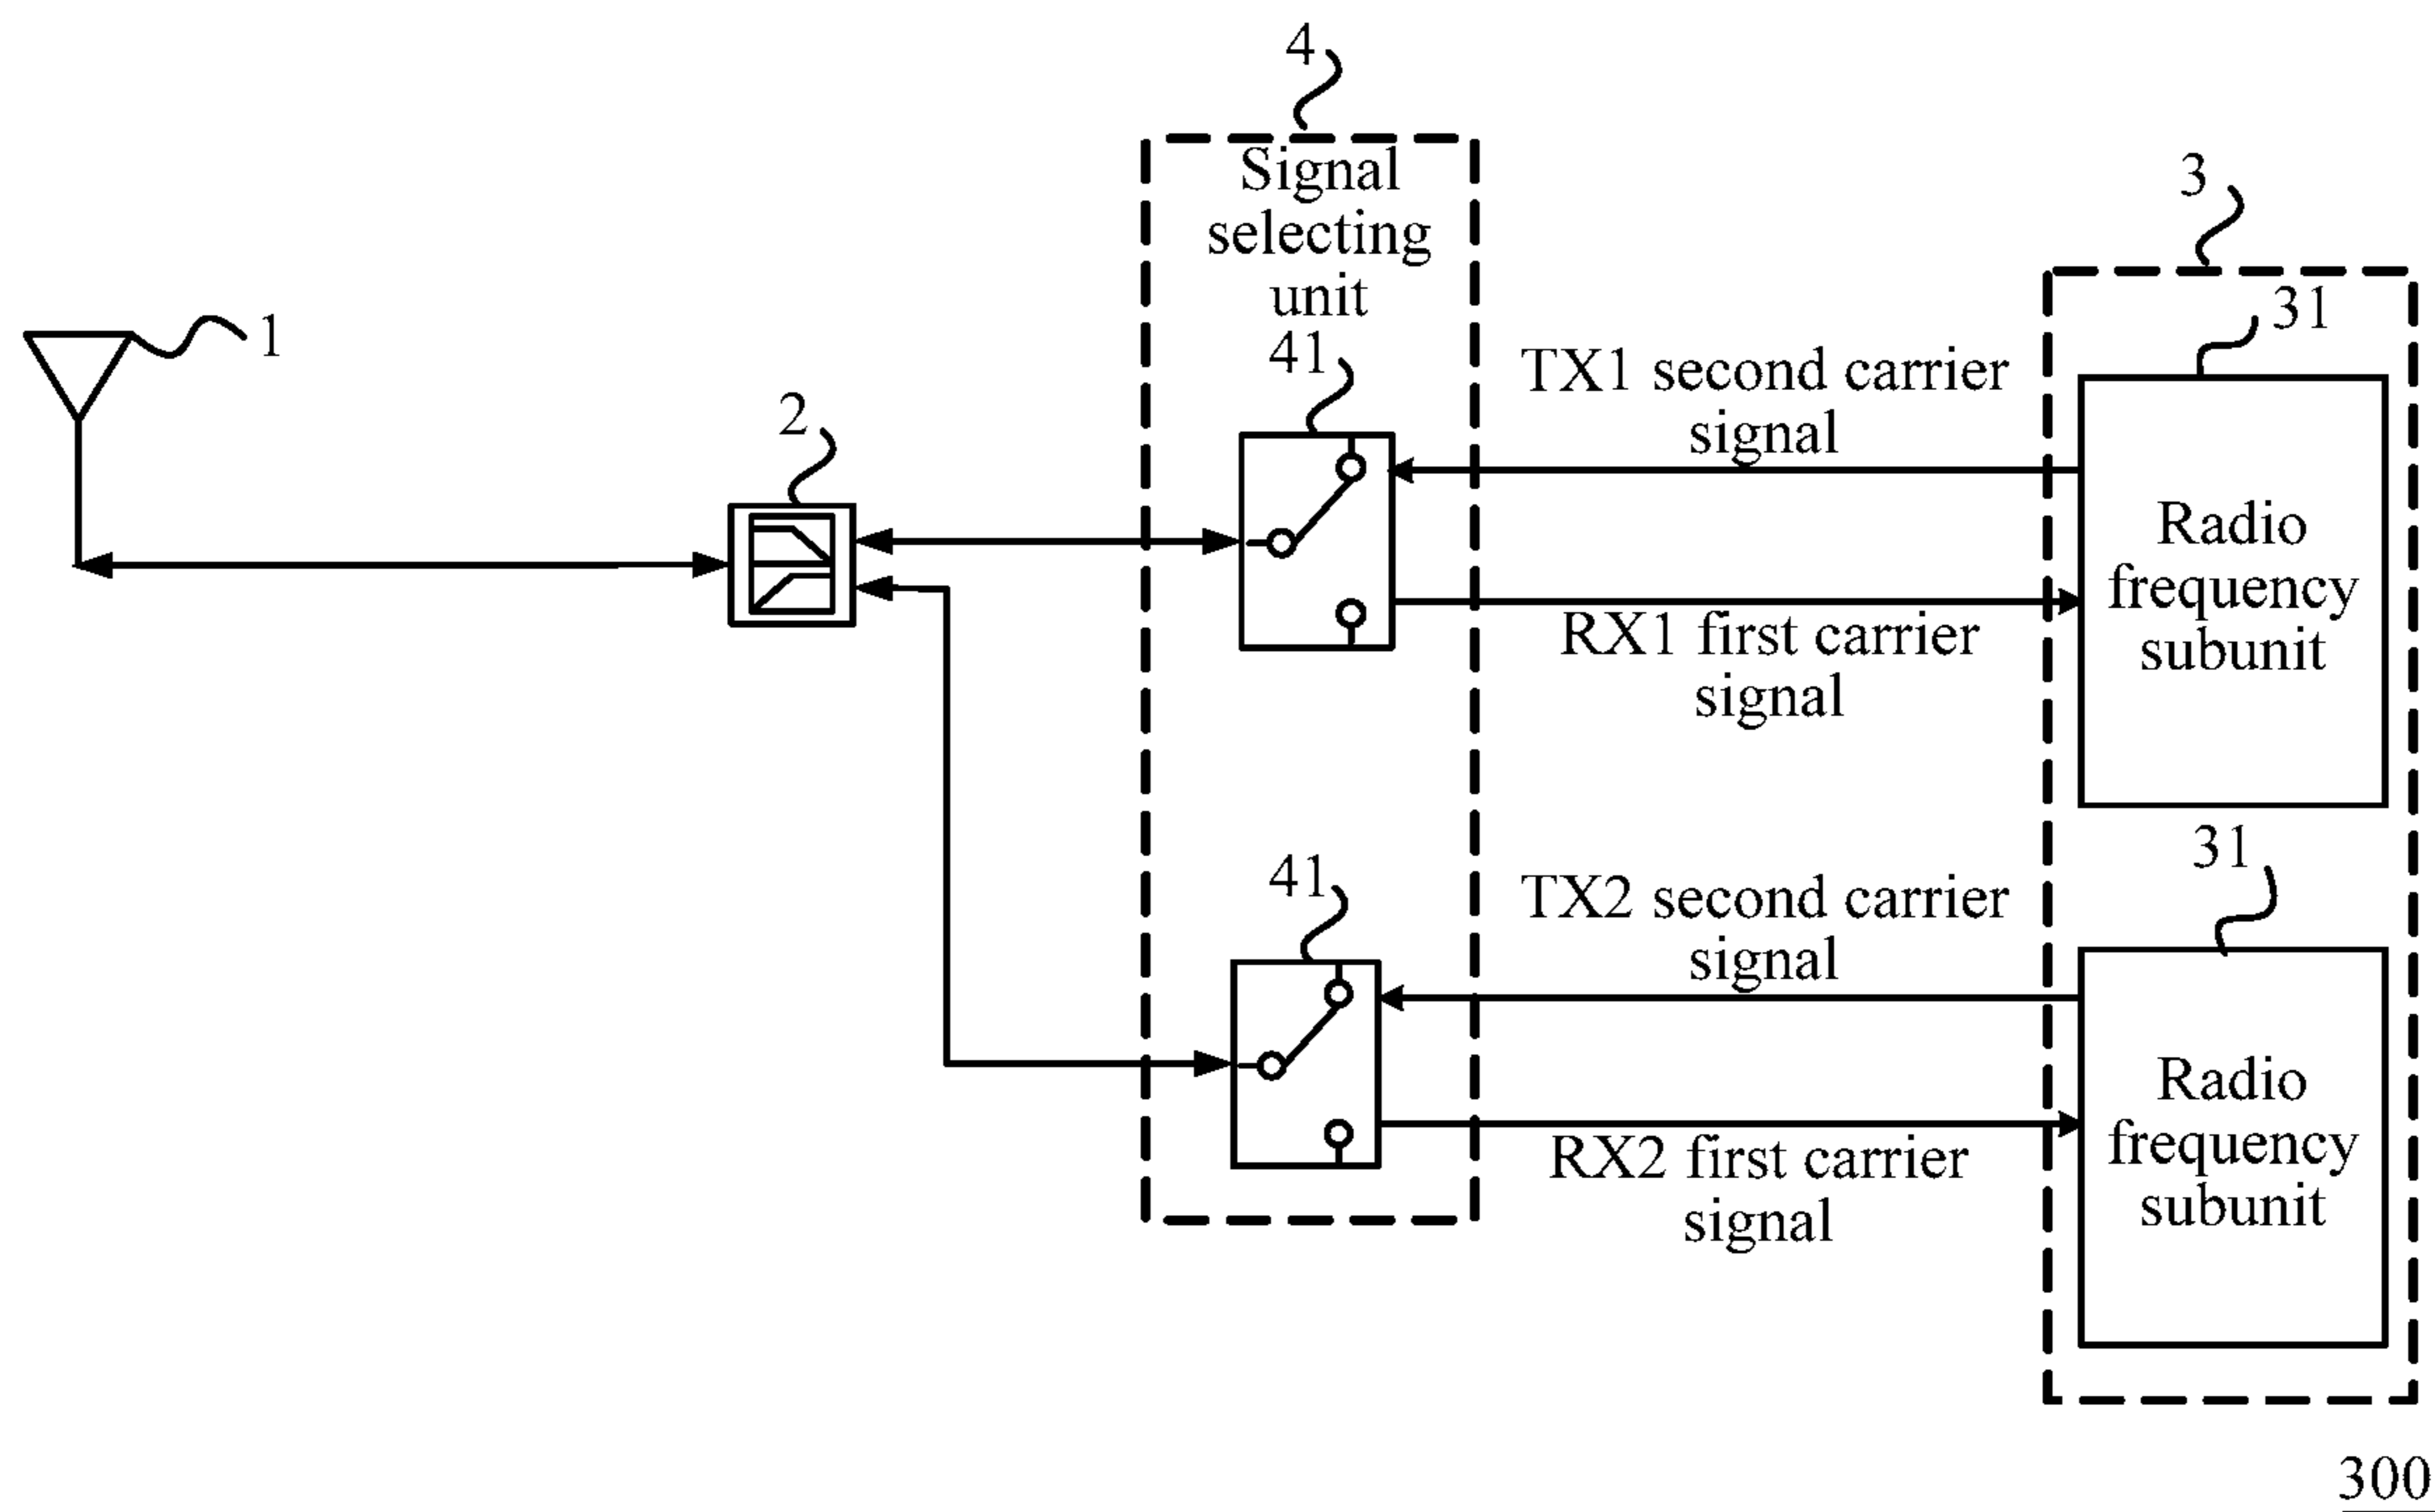 4
Signal
selecting
unit
3
1
2
41
TX1 second carrier
signal
RX1 first carrier
signal
31
Radio
frequency
subunit
41
TX2 second carrier
signal
RX2 first carrier
signal
31
Radio
frequency
subunit
300